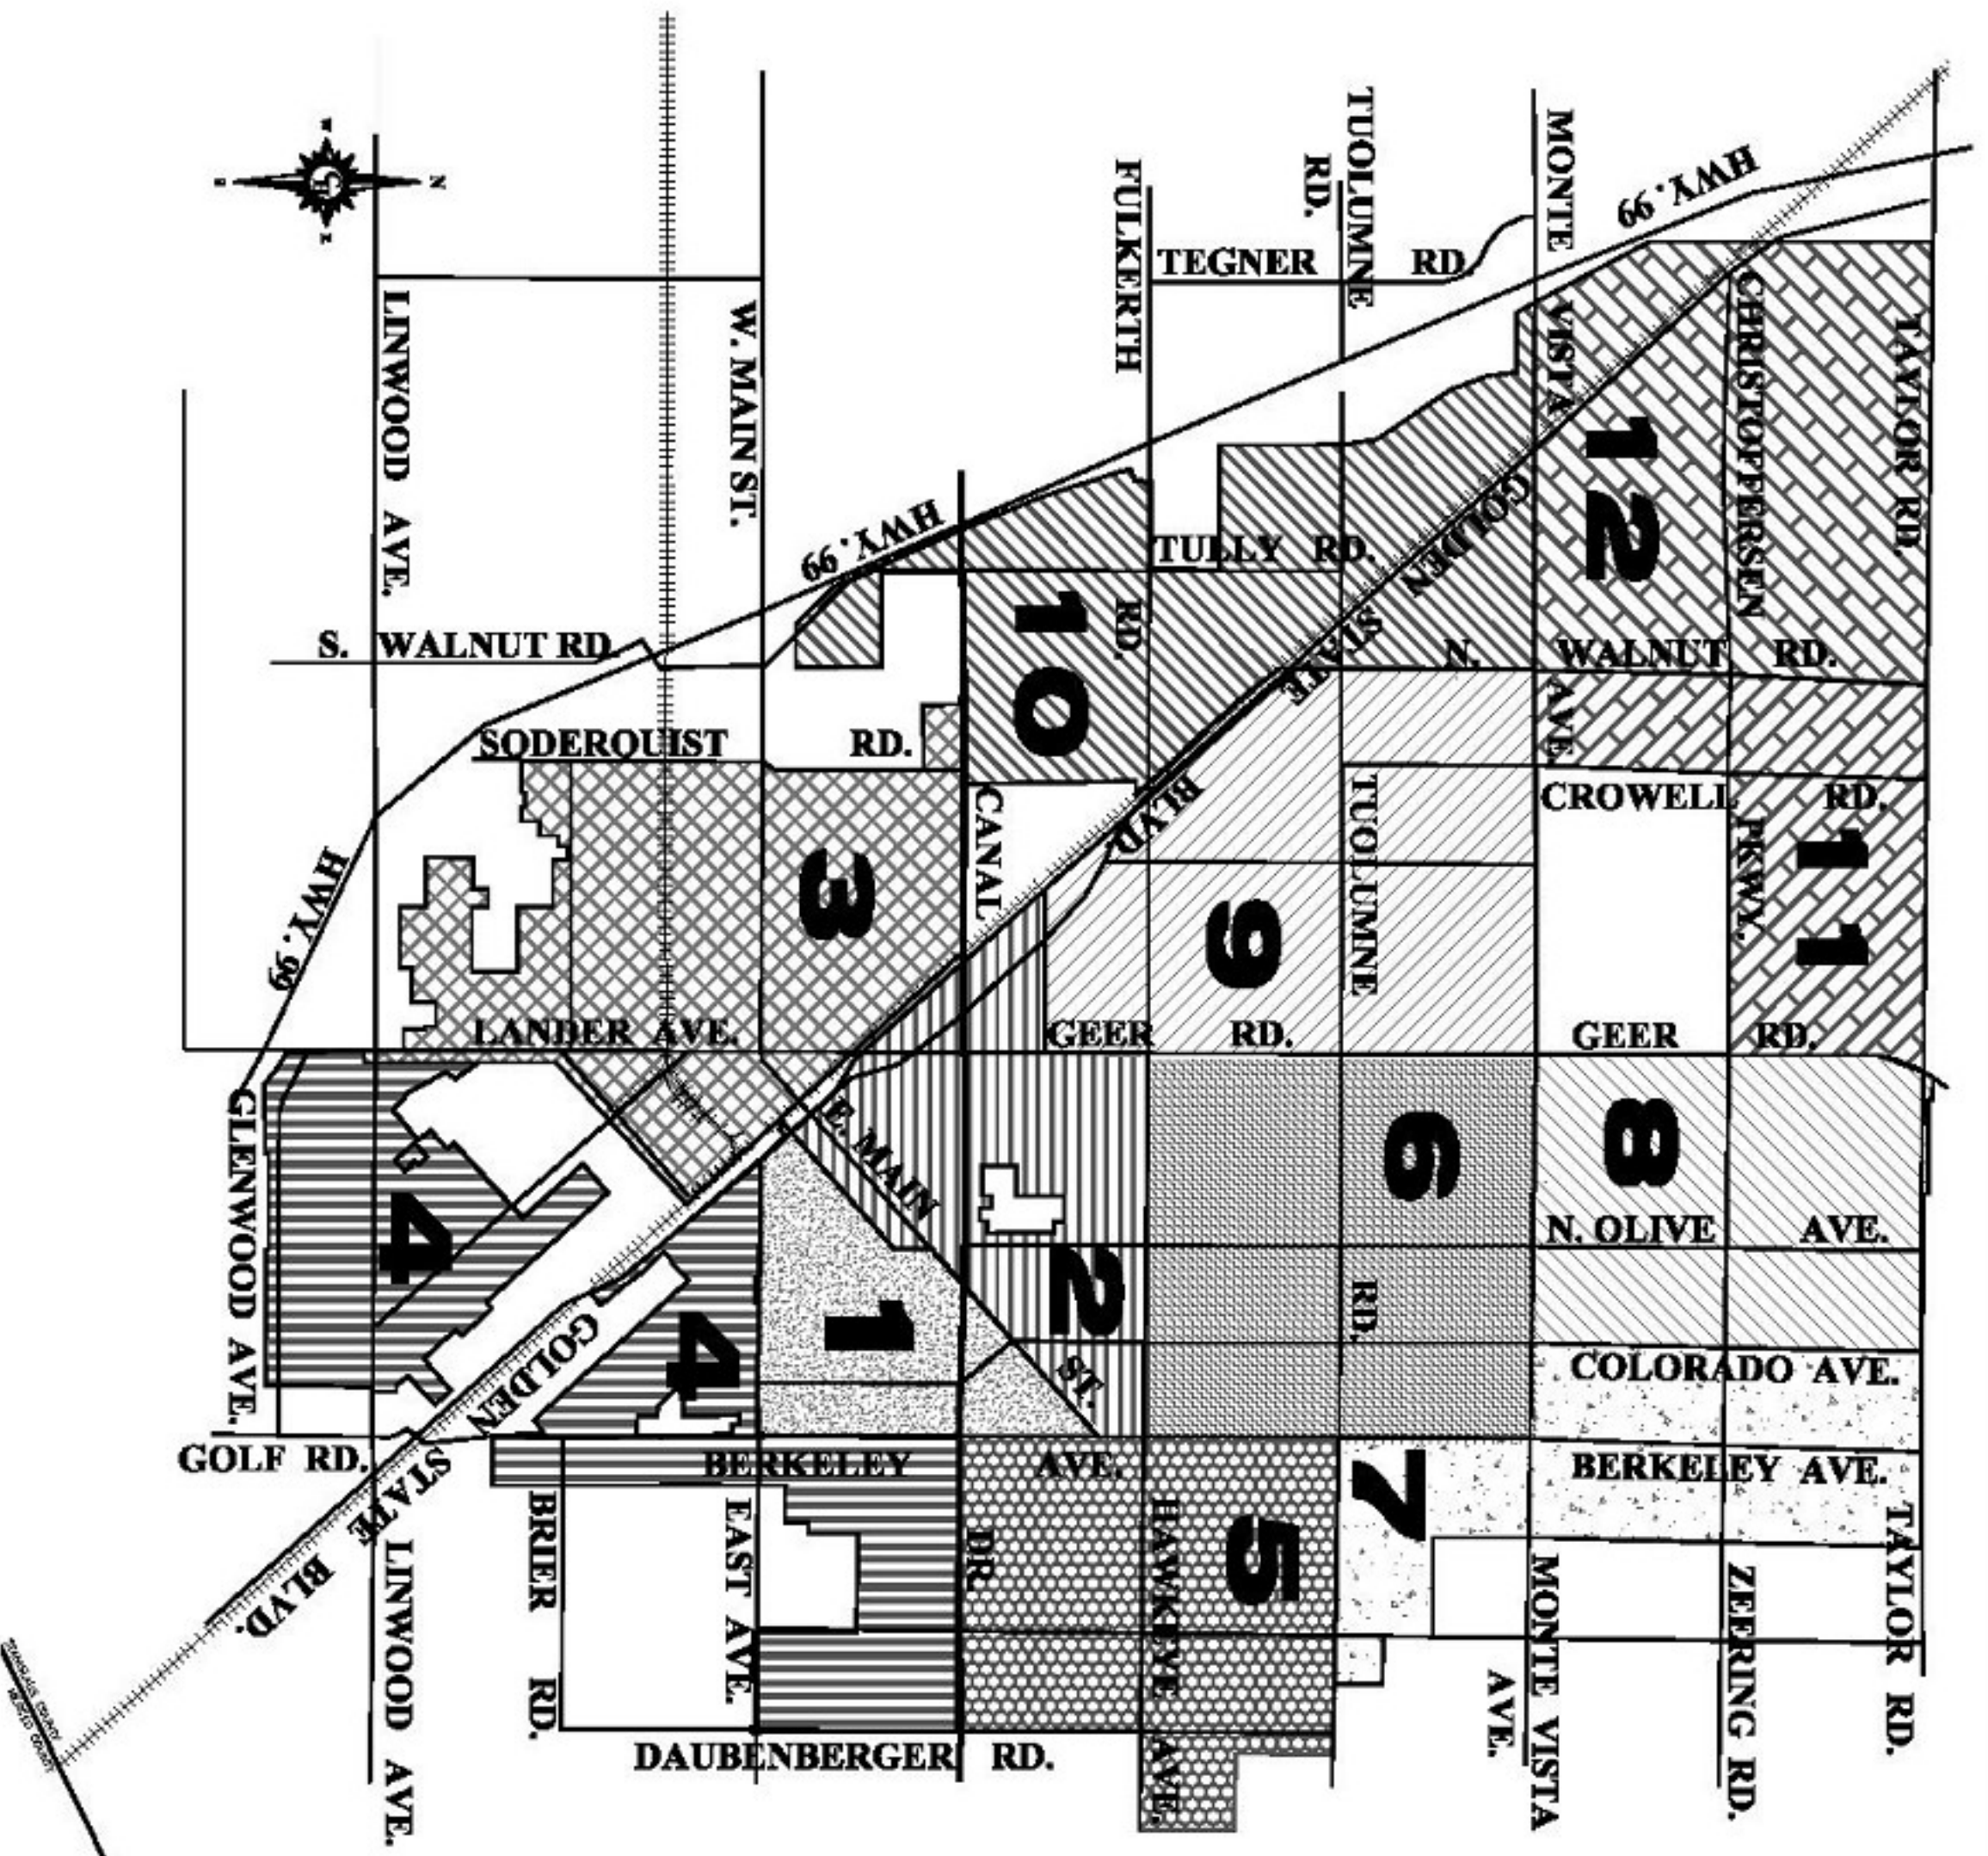 MONTE
VISTA
AVE.
TUOLUMNE
RD.
HWY. 99
FULKERTH
RD.
TEGNER RD.
N
LINWOOD AVE.
W. MAIN ST.
CHRISTOFFERSEN
PKWY.
TAYLOR RD.
12
HWY. 99
TULLY RD.
GOLDEN
STATE
BLVD.
10
S. WALNUT RD.
N. WALNUT RD.
SODERQUIST RD.
CANAL
DR.
CROWELL RD.
TUOLUMNE
RD.
HWY. 99
3
9
11
LANDER AVE.
GEER RD.
GEER RD.
GLENWOOD AVE.
E. MAIN
ST.
4
6
8
N. OLIVE AVE.
2
1
4
GOLDEN
STATE
BLVD.
COLORADO AVE.
GOLF RD.
BERKELEY AVE.
BERKELEY AVE.
7
5
BRIER
RD.
EAST AVE.
HAWKEYE AVE.
LINWOOD AVE.
MONTE VISTA
AVE.
ZEERING RD.
TAYLOR RD.
DAUBENBERGER RD.